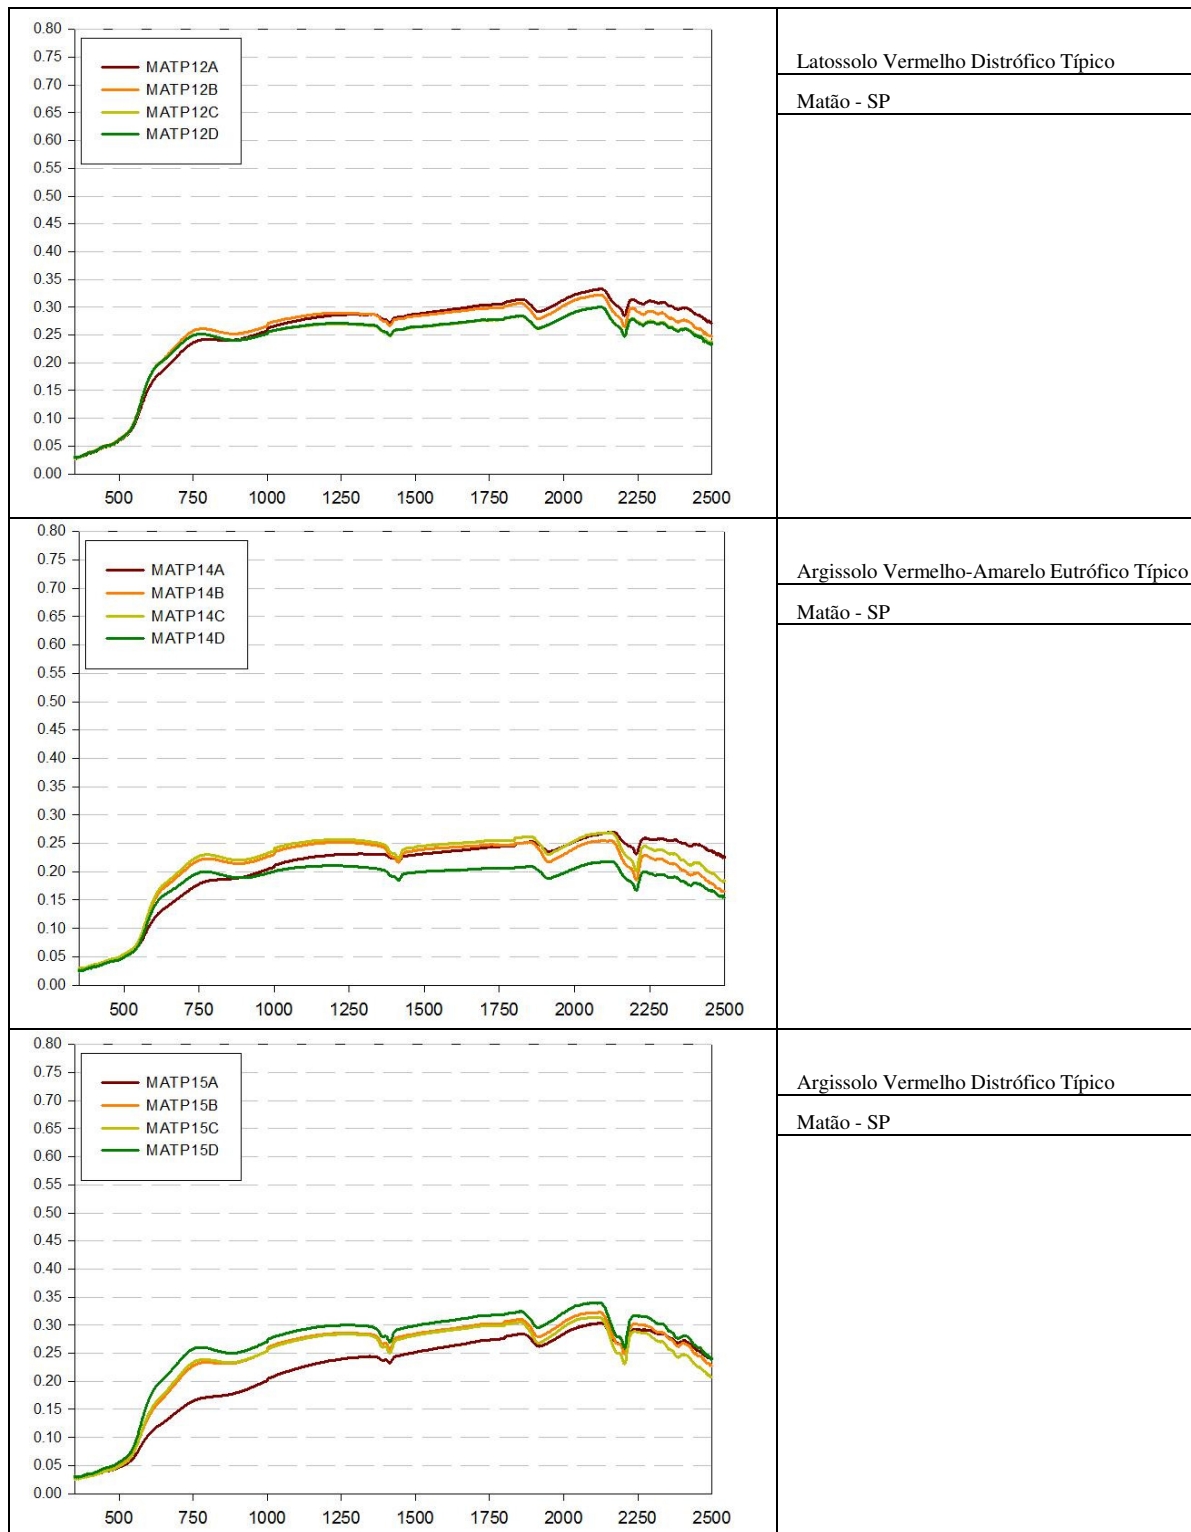 0.80
0.75
0.70
0.65
0.60
0.55
0.50
0.45
0.40
0.35
0.30
0.25
0.20
0.15
0.10
0.05
0.00
MATP12A
MATP12B
MATP12C
MATP12D
500 750 1000 1250 1500 1750 2000 2250 2500
Latossolo Vermelho Distrófico Típico
Matão - SP
0.80
0.75
0.70
0.65
0.60
0.55
0.50
0.45
0.40
0.35
0.30
0.25
0.20
0.15
0.10
0.05
0.00
MATP14A
MATP14B
MATP14C
MATP14D
500 750 1000 1250 1500 1750 2000 2250 2500
Argissolo Vermelho-Amarelo Eutrófico Típico
Matão - SP
0.80
0.75
0.70
0.65
0.60
0.55
0.50
0.45
0.40
0.35
0.30
0.25
0.20
0.15
0.10
0.05
0.00
MATP15A
MATP15B
MATP15C
MATP15D
500 750 1000 1250 1500 1750 2000 2250 2500
Argissolo Vermelho Distrófico Típico
Matão - SP